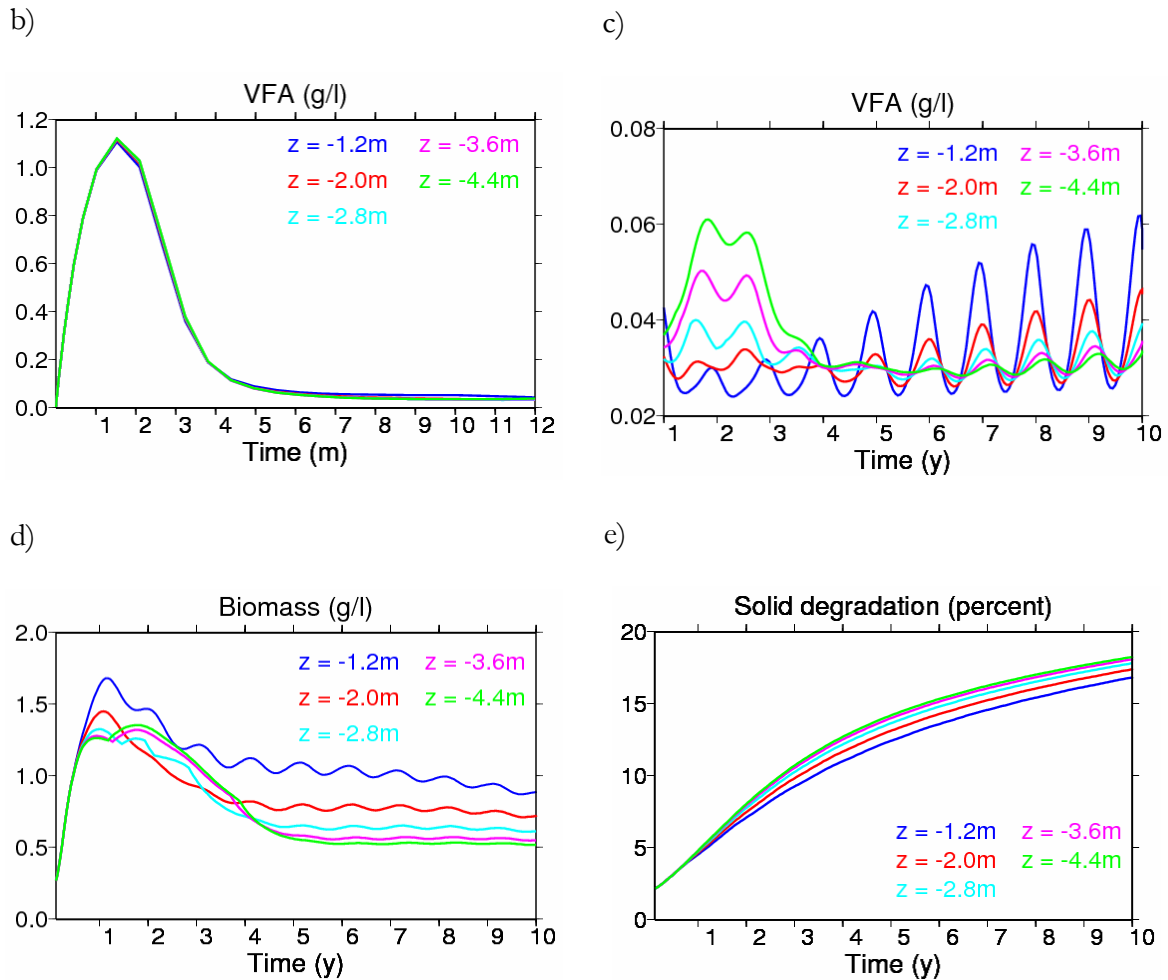 b)
VFA (g/l)
1.2
1.0
0.8
0.6
0.4
0.2
0.0
z = -1.2m z = -3.6m
z = -2.0m z = -4.4m
z = -2.8m
1 2 3 4 5 6 7 8 9 10 11 12
Time (m)
c)
VFA (g/l)
0.08
0.06
0.04
0.02
z = -1.2m z = -3.6m
z = -2.0m z = -4.4m
z = -2.8m
1 2 3 4 5 6 7 8 9 10
Time (y)
d)
Biomass (g/l)
2.0
1.5
1.0
0.5
0.0
z = -1.2m z = -3.6m
z = -2.0m z = -4.4m
z = -2.8m
1 2 3 4 5 6 7 8 9 10
Time (y)
e)
Solid degradation (percent)
20
15
10
5
0
z = -1.2m z = -3.6m
z = -2.0m z = -4.4m
z = -2.8m
1 2 3 4 5 6 7 8 9 10
Time (y)